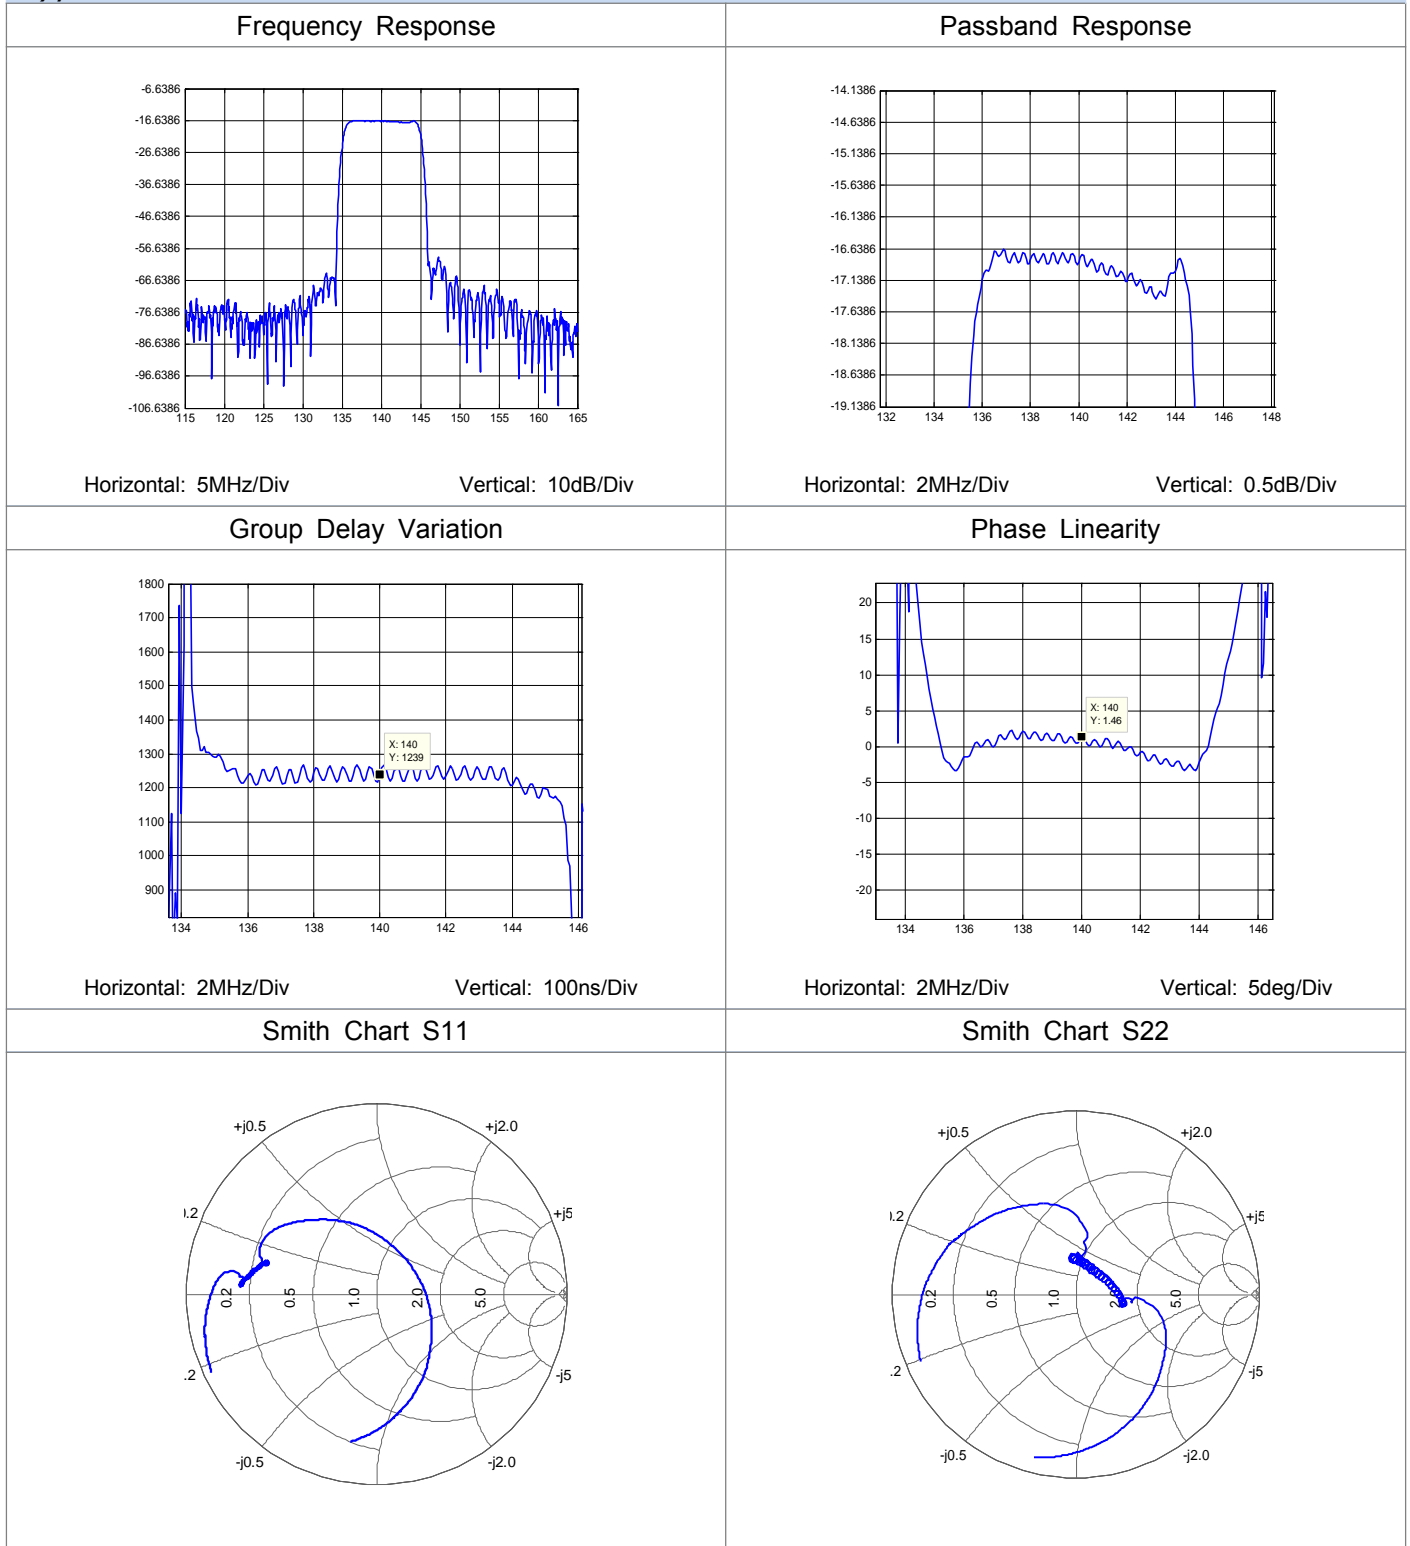 Frequency Response
Passband Response
-6.6386
-16.6386
-26.6386
-36.6386
-46.6386
-56.6386
-66.6386
-76.6386
-86.6386
-96.6386
-106.6386
115 120 125 130 135 140 145 150 155 160 165
-14.1386
-14.6386
-15.1386
-15.6386
-16.1386
-16.6386
-17.1386
-17.6386
-18.1386
-18.6386
-19.1386
132 134 136 138 140 142 144 146 148
Horizontal: 5MHz/Div Vertical: 10dB/Div
Horizontal: 2MHz/Div Vertical: 0.5dB/Div
Group Delay Variation
Phase Linearity
1800
1700
1600
1500
1400
1300
1200
1100
1000
900
X: 140
Y: 1239
134 136 138 140 142 144 146
20
15
10
5
0
-5
-10
-15
-20
X: 140
Y: 1.46
134 136 138 140 142 144 146
Horizontal: 2MHz/Div Vertical: 100ns/Div
Horizontal: 2MHz/Div Vertical: 5deg/Div
Smith Chart S11
Smith Chart S22
+j0.5 +j2.0
).2 +j5
0.2 0.5 1.0 2.0 5.0
.2 -j5
-j0.5 -j2.0
+j0.5 +j2.0
).2 +j5
0.2 0.5 1.0 2.0 5.0
.2 -j5
-j0.5 -j2.0